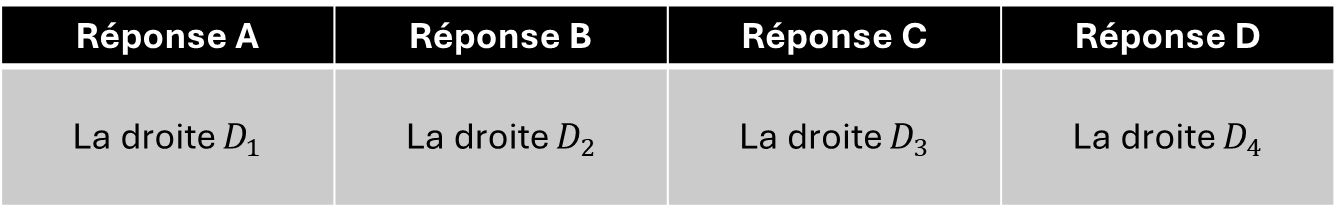 Réponse A Réponse B Réponse C Réponse D
La droite D₁ La droite D₂ La droite D₃ La droite D₄